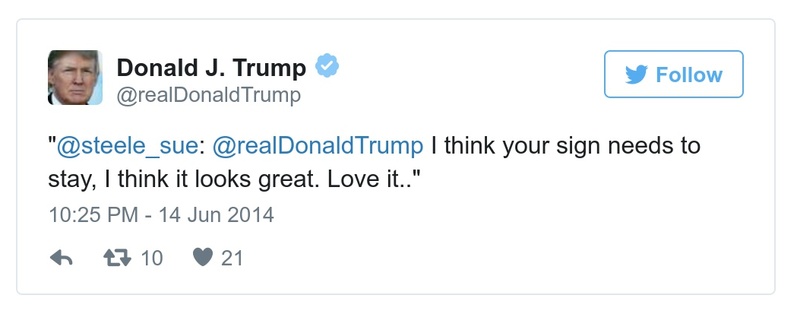 Donald J. Trump
@realDonaldTrump
Follow
"@steele_sue: @realDonaldTrump I think your sign needs to
stay, I think it looks great. Love it.."
10:25 PM - 14 Jun 2014
10 21